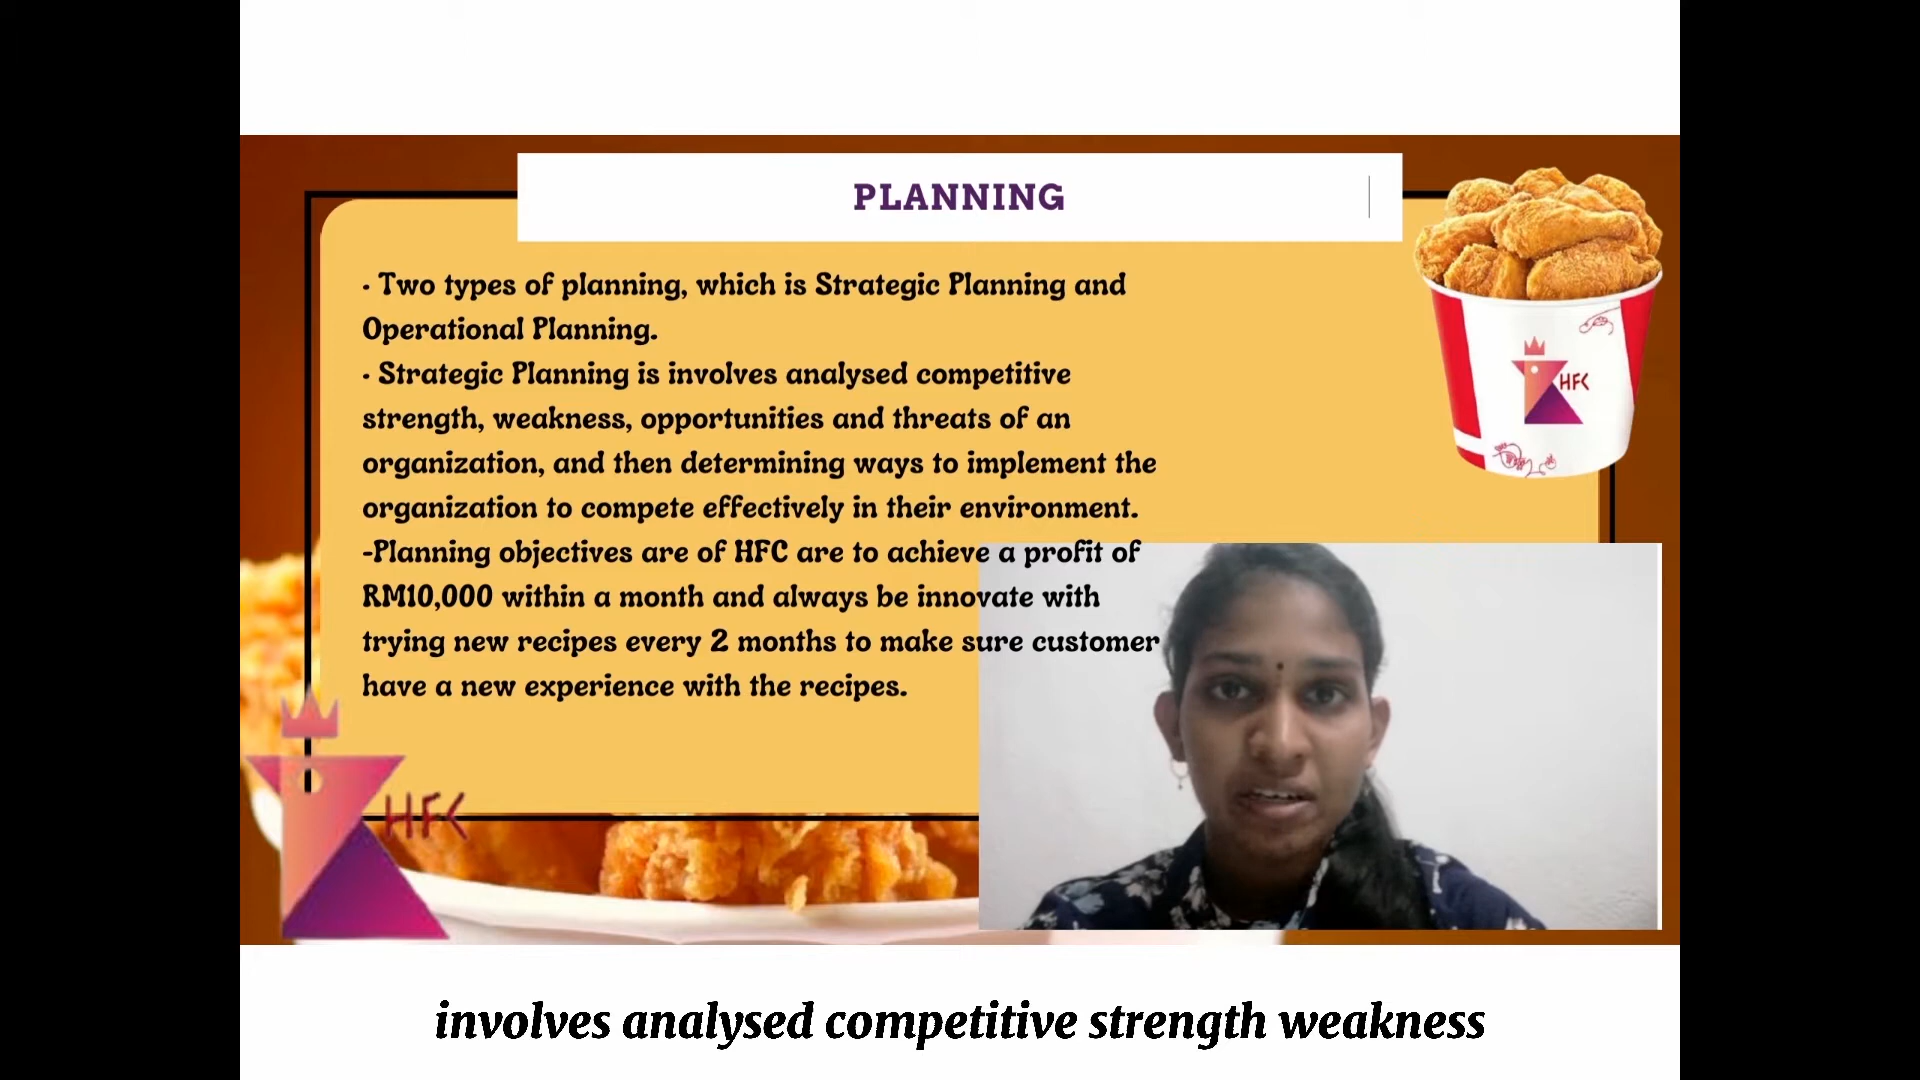 PLANNING
· Two types of planning, which is Strategic Planning and
Operational Planning.
· Strategic Planning is involves analysed competitive
strength, weakness, opportunities and threats of an
organization, and then determining ways to implement the
organization to compete effectively in their environment.
-Planning objectives are of HFC are to achieve a profit of
RM10,000 within a month and always be innovate with
trying new recipes every 2 months to make sure customer
have a new experience with the recipes.
HFC
HFC
involves analysed competitive strength weakness